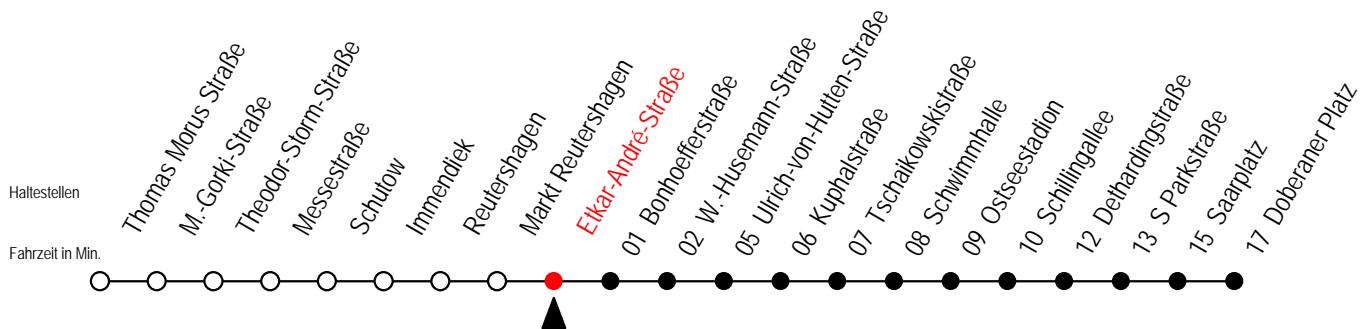 Haltestellen
Fahrzeit in Min.
Thomas Morus Straße
M.-Gorki-Straße
Theodor-Storm-Straße
Messestraße
Schutow
Immendiek
Reutershagen
Markt Reutershagen
Etkar-André-Straße
01 Bonhoefferstraße
02 W.-Husemann-Straße
05 Ulrich-von-Hutten-Straße
06 Kuphalstraße
07 Tschaikowskistraße
08 Schwimmhalle
09 Ostseestadion
10 Schillingallee
12 Dethardingstraße
13 S Parkstraße
15 Saarplatz
17 Doberaner Platz